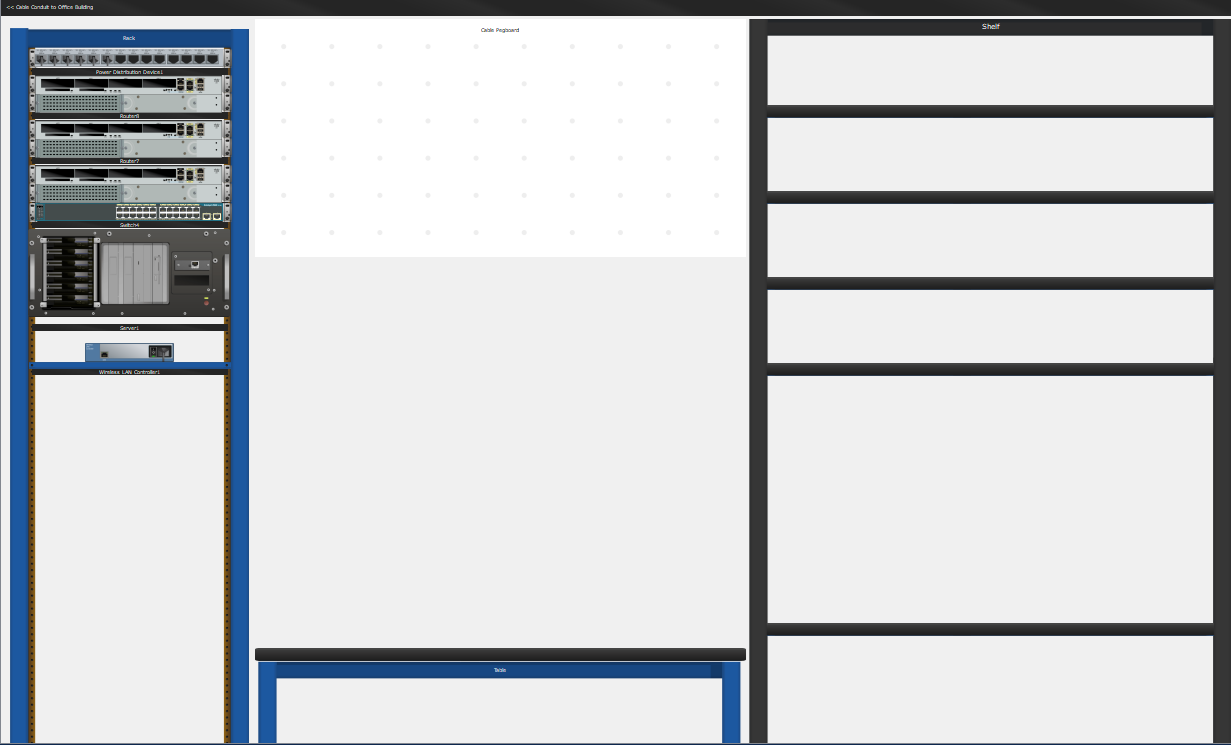 << Cable Conduit to Office Building
Rack
Power Distribution Device1
Router8
Router7
Switch4
Server1
Wireless LAN Controller1
Cable Pegboard
Table
Shelf